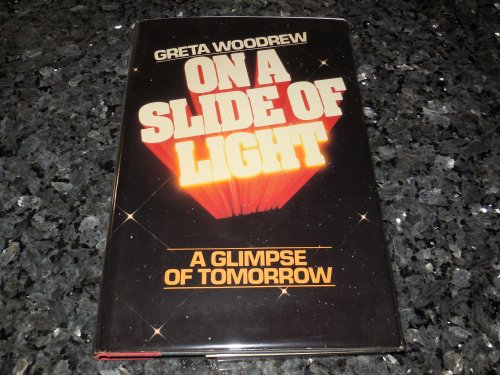 GRETA WOODREW
ON A
SLIDE OF
LIGHT
A GLIMPSE
OF TOMORROW